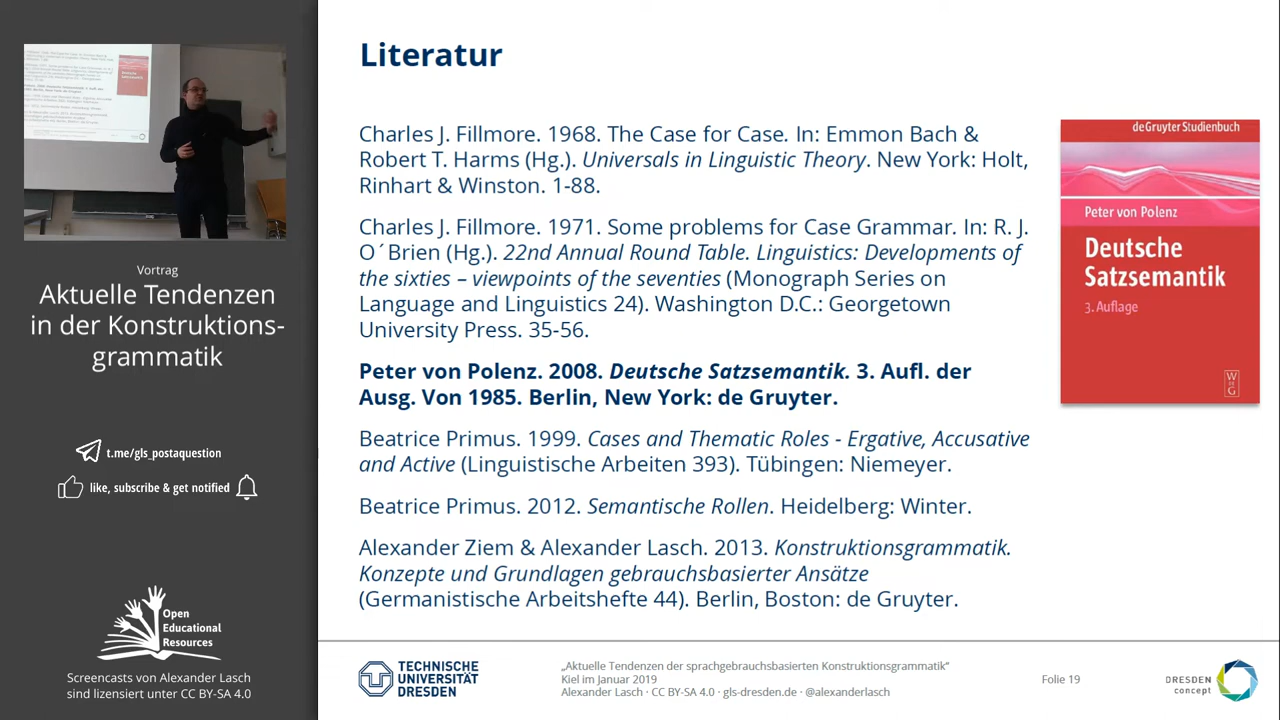 Vortrag
Aktuelle Tendenzen
in der Konstruktions-
grammatik
t.me/gls_postaquestion
like, subscribe & get notified
Open
Educational
Resources
Screencasts von Alexander Lasch
sind lizensiert unter CC BY-SA 4.0
Literatur
Charles J. Fillmore. 1968. The Case for Case. In: Emmon Bach &
Robert T. Harms (Hg.). Universals in Linguistic Theory. New York: Holt,
Rinhart & Winston. 1-88.
Charles J. Fillmore. 1971. Some problems for Case Grammar. In: R. J.
O´Brien (Hg.). 22nd Annual Round Table. Linguistics: Developments of
the sixties – viewpoints of the seventies (Monograph Series on
Language and Linguistics 24). Washington D.C.: Georgetown
University Press. 35-56.
Peter von Polenz. 2008. Deutsche Satzsemantik. 3. Aufl. der
Ausg. Von 1985. Berlin, New York: de Gruyter.
Beatrice Primus. 1999. Cases and Thematic Roles - Ergative, Accusative
and Active (Linguistische Arbeiten 393). Tübingen: Niemeyer.
Beatrice Primus. 2012. Semantische Rollen. Heidelberg: Winter.
Alexander Ziem & Alexander Lasch. 2013. Konstruktionsgrammatik.
Konzepte und Grundlagen gebrauchsbasierter Ansätze
(Germanistische Arbeitshefte 44). Berlin, Boston: de Gruyter.
deGruyter Studienbuch
Peter von Polenz
Deutsche
Satzsemantik
3. Auflage
W
DE
G
TECHNISCHE
UNIVERSITÄT
DRESDEN
„Aktuelle Tendenzen der sprachgebrauchsbasierten Konstruktionsgrammatik“
Kiel im Januar 2019
Alexander Lasch · CC BY-SA 4.0 · gls-dresden.de · @alexanderlasch
Folie 19
DRESDEN
concept